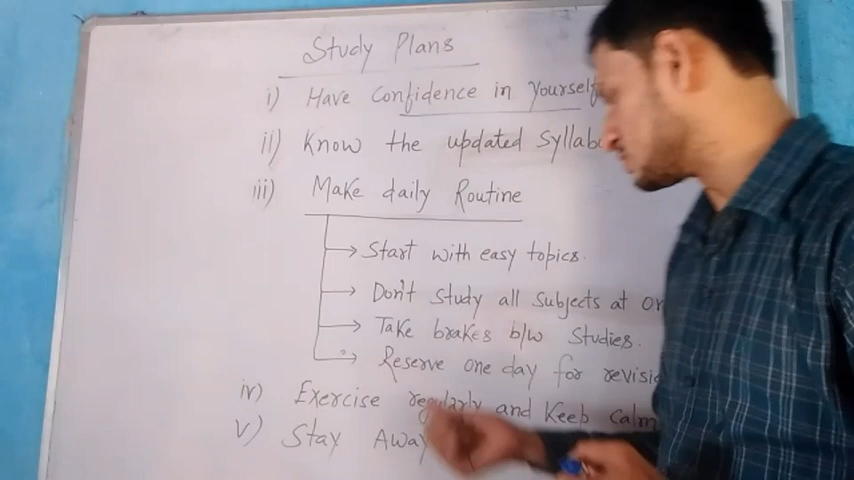 Study Plans
i) Have Confidence in Yourself
ii) Know the updated Syllab
iii) Make daily Routine
Start with easy topics.
Don't Study all Subjects at on
Take brakes b/w Studies.
Reserve one day for revisi
iv) Exercise regularly and Keep Calm
v) Stay Away